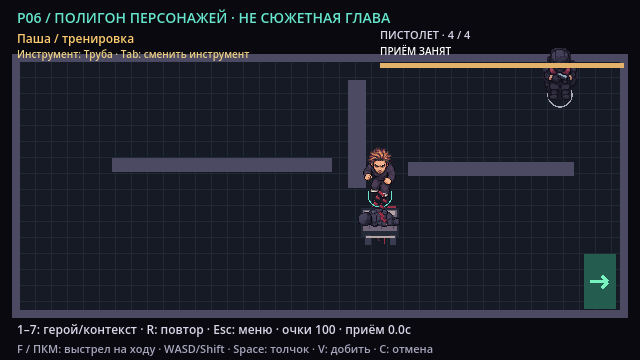 P06 / ПОЛИГОН ПЕРСОНАЖЕЙ · НЕ СЮЖЕТНАЯ ГЛАВА
Паша / тренировка
Инструмент: Труба · Tab: сменить инструмент
ПИСТОЛЕТ · 4 / 4
ПРИЁМ ЗАНЯТ
1–7: герой/контекст · R: повтор · Esc: меню · очки 100 · приём 0.0с
F / ПКМ: выстрел на ходу · WASD/Shift · Space: толчок · V: добить · C: отмена